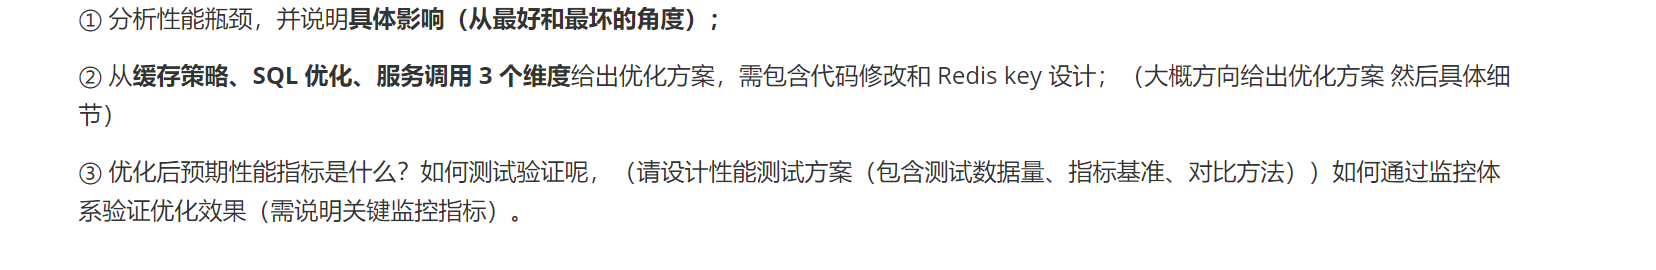 ① 分析性能瓶颈，并说明具体影响（从最好和最坏的角度）；
② 从缓存策略、SQL 优化、服务调用 3 个维度给出优化方案，需包含代码修改和 Redis key 设计；（大概方向给出优化方案 然后具体细
节）
③ 优化后预期性能指标是什么？如何测试验证呢，（请设计性能测试方案（包含测试数据量、指标基准、对比方法））如何通过监控体
系验证优化效果（需说明关键监控指标）。